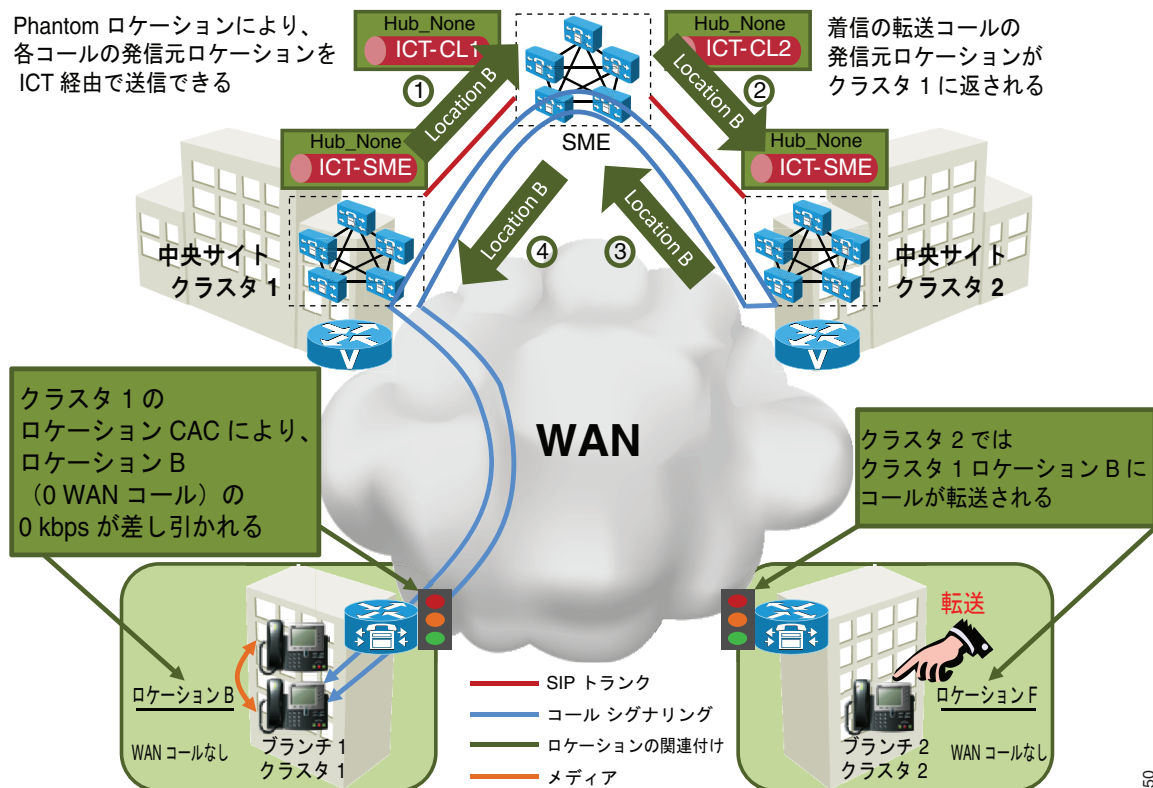 Phantom ロケーションにより、
各コールの発信元ロケーションを
ICT 経由で送信できる
Hub_None
ICT-CL1
①
Location B
SME
Hub_None
ICT-CL2
②
Location B
着信の転送コールの
発信元ロケーションが
クラスタ 1 に返される
Hub_None
ICT-SME
Hub_None
ICT-SME
Location B
④
③
Location B
中央サイト
クラスタ 1
中央サイト
クラスタ 2
V
V
WAN
クラスタ 1 の
ロケーション CAC により、
ロケーション B
（0 WAN コール）の
0 kbps が差し引かれる
クラスタ 2 では
クラスタ 1 ロケーション B に
コールが転送される
転送
ロケーション B
WAN コールなし
ブランチ 1
クラスタ 1
SIP トランク
コール シグナリング
ロケーションの関連付け
メディア
ブランチ 2
クラスタ 2
ロケーション F
WAN コールなし
50